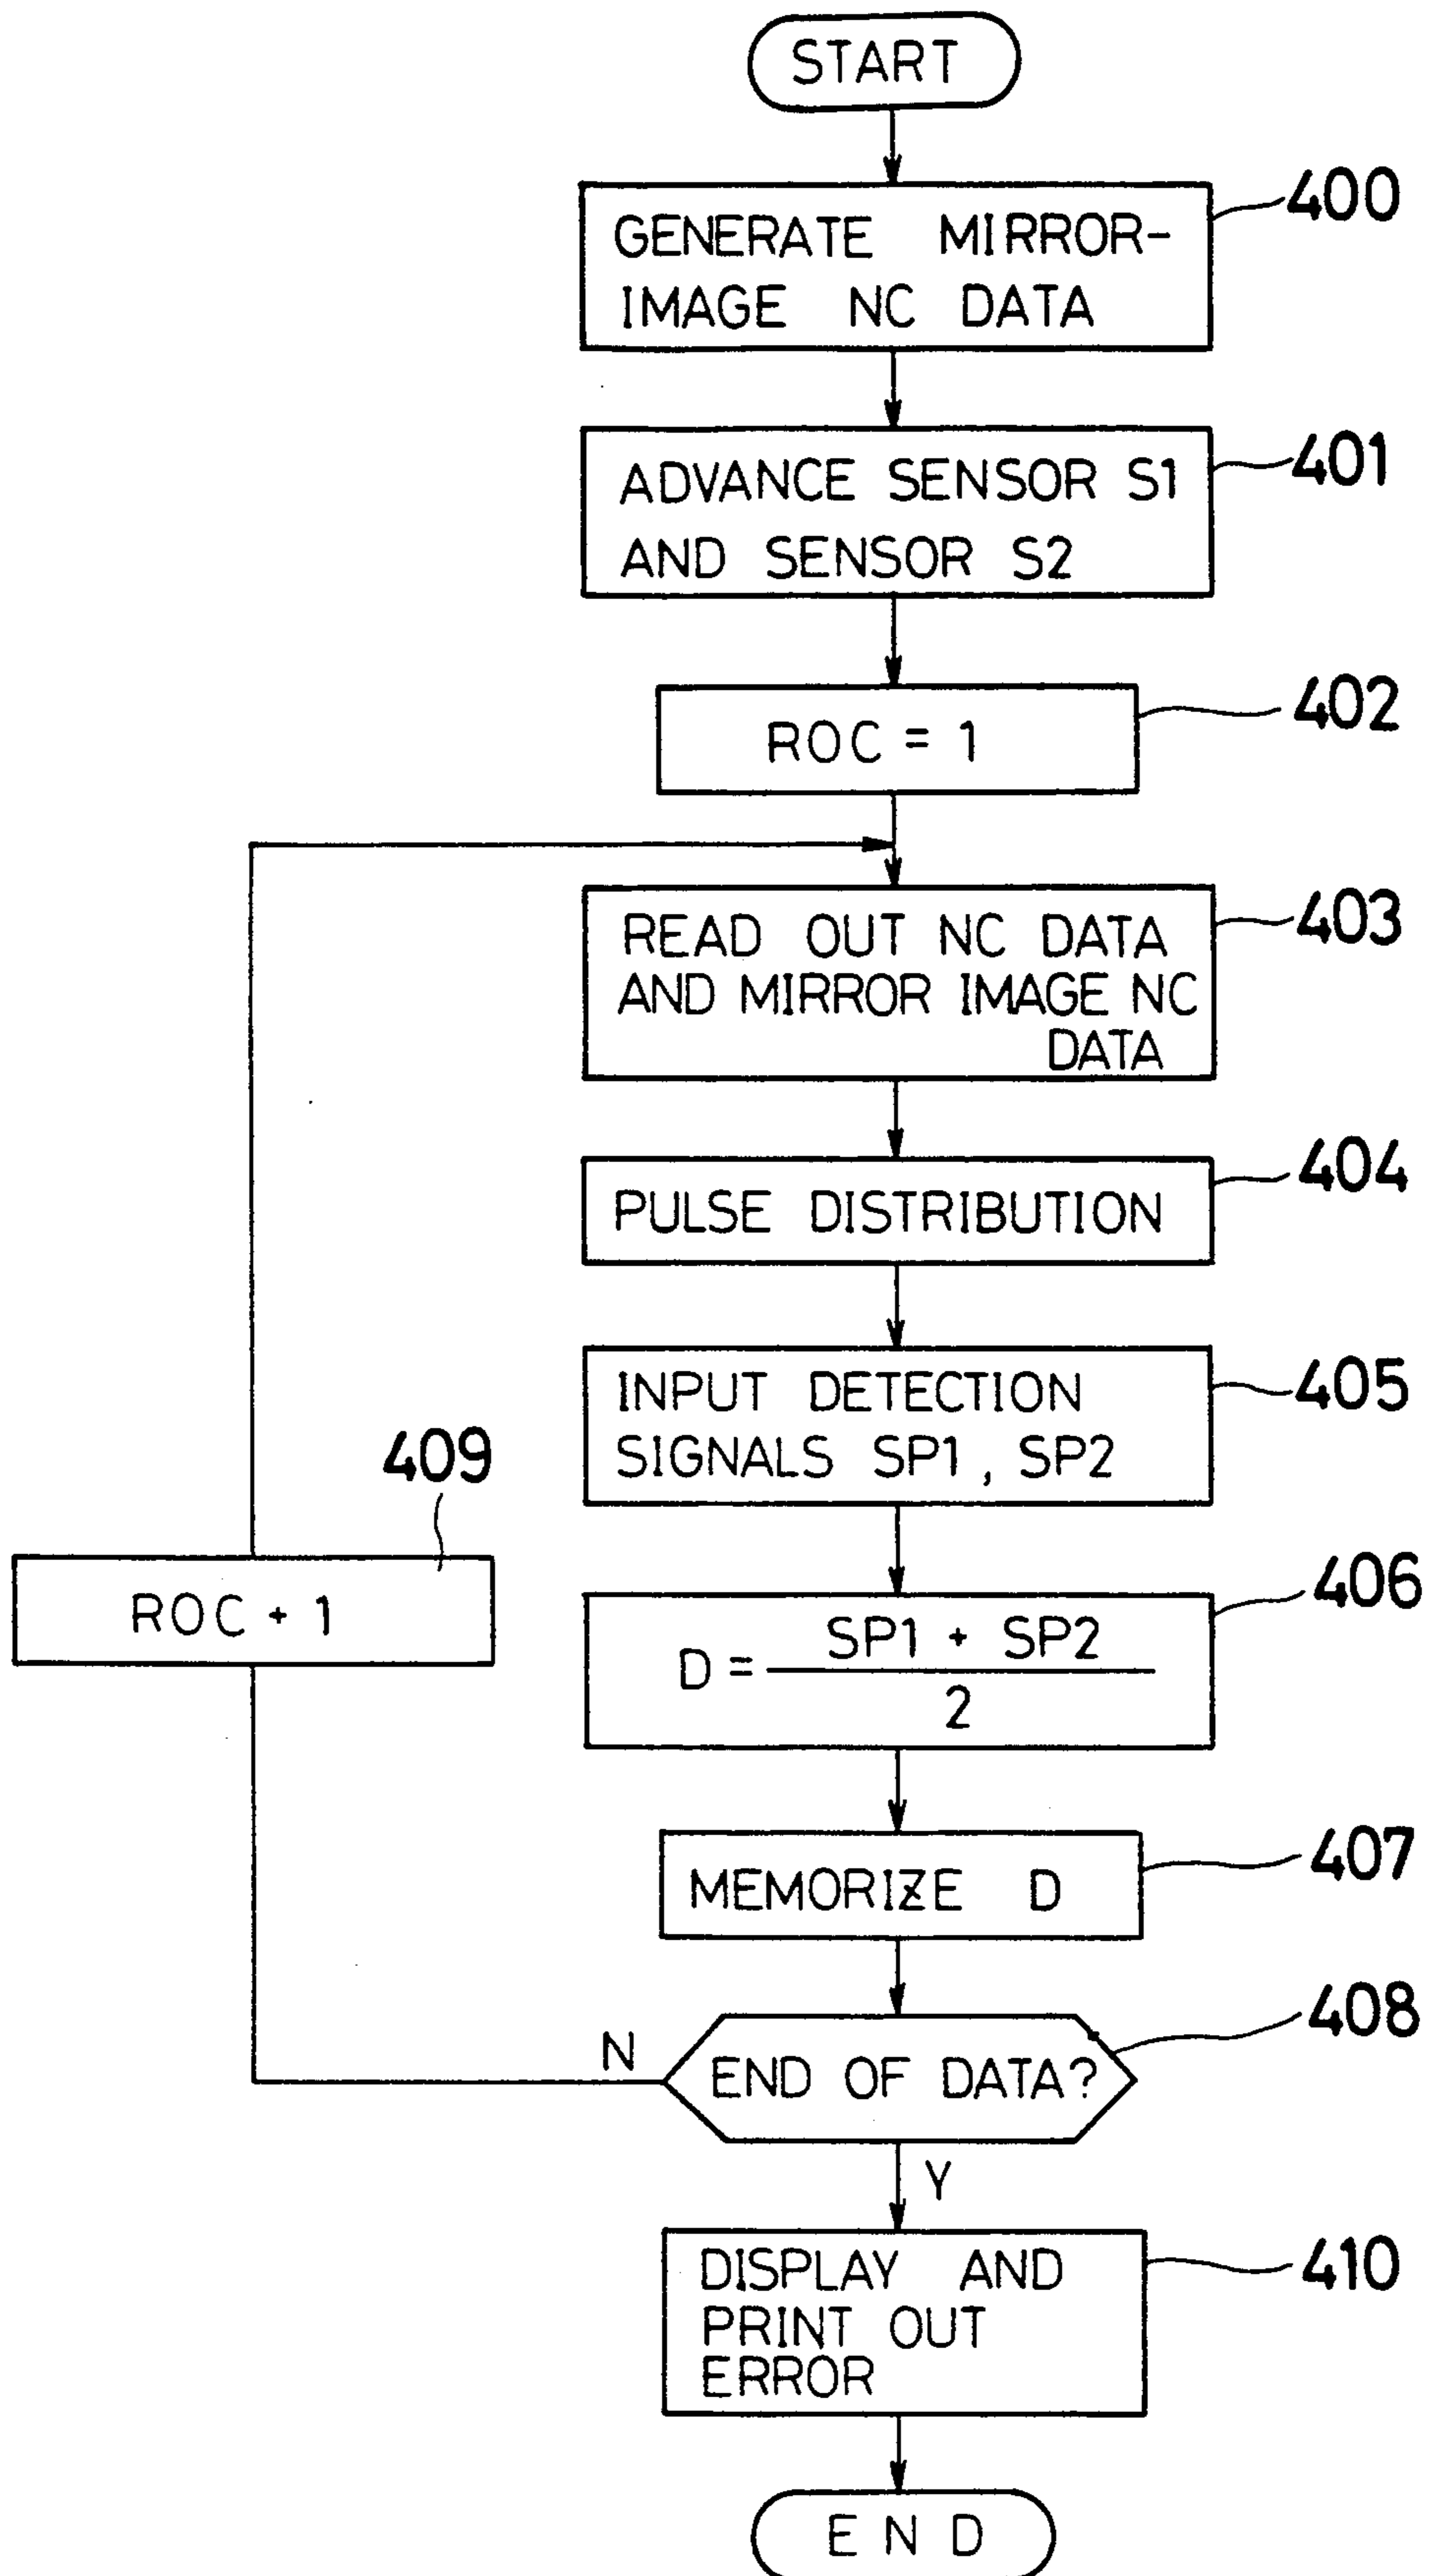 START
400
GENERATE MIRROR-
IMAGE NC DATA
401
ADVANCE SENSOR S1
AND SENSOR S2
402
ROC = 1
403
READ OUT NC DATA
AND MIRROR IMAGE NC
DATA
404
PULSE DISTRIBUTION
405
INPUT DETECTION
SIGNALS SP1, SP2
409
ROC + 1
406
SP1 + SP2
D =
2
407
MEMORIZE D
408
N
END OF DATA?
Y
410
DISPLAY AND
PRINT OUT
ERROR
END